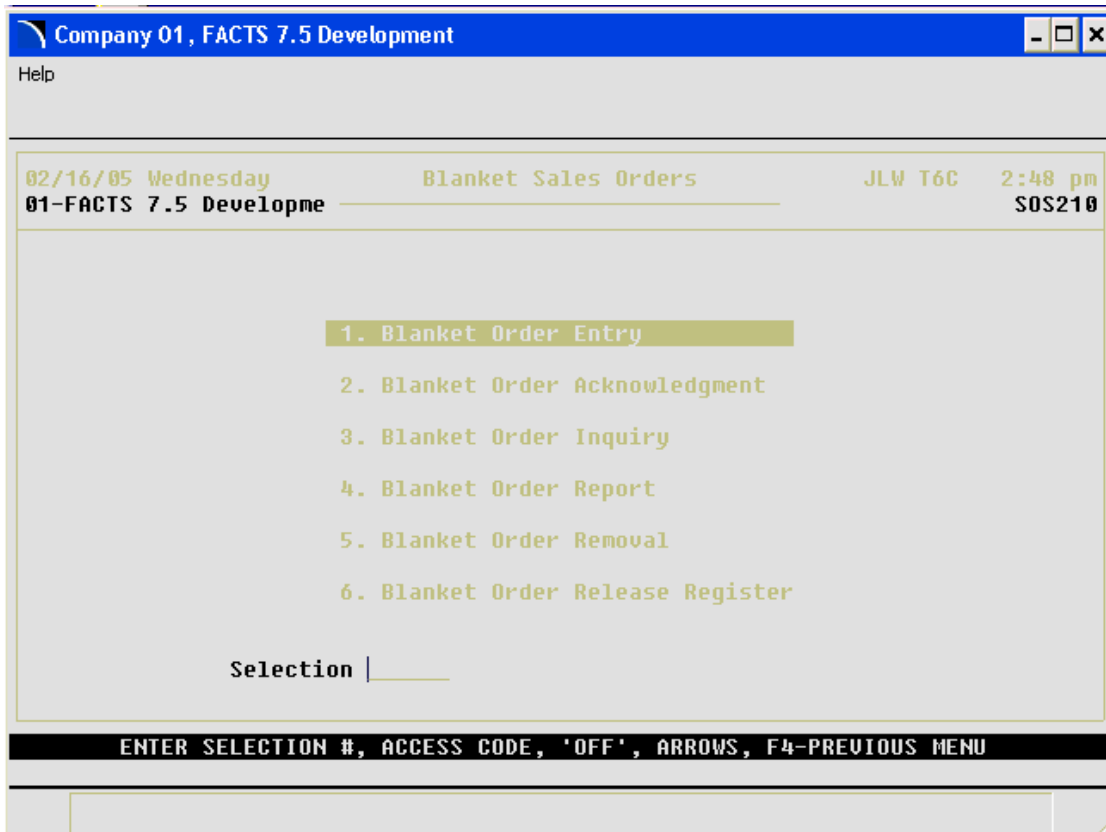 Company 01, FACTS 7.5 Development
Help
02/16/05 Wednesday Blanket Sales Orders JLW T6C 2:48 pm
01-FACTS 7.5 Developme SOS210
1. Blanket Order Entry
2. Blanket Order Acknowledgment
3. Blanket Order Inquiry
4. Blanket Order Report
5. Blanket Order Removal
6. Blanket Order Release Register
Selection
ENTER SELECTION #, ACCESS CODE, 'OFF', ARROWS, F4-PREVIOUS MENU